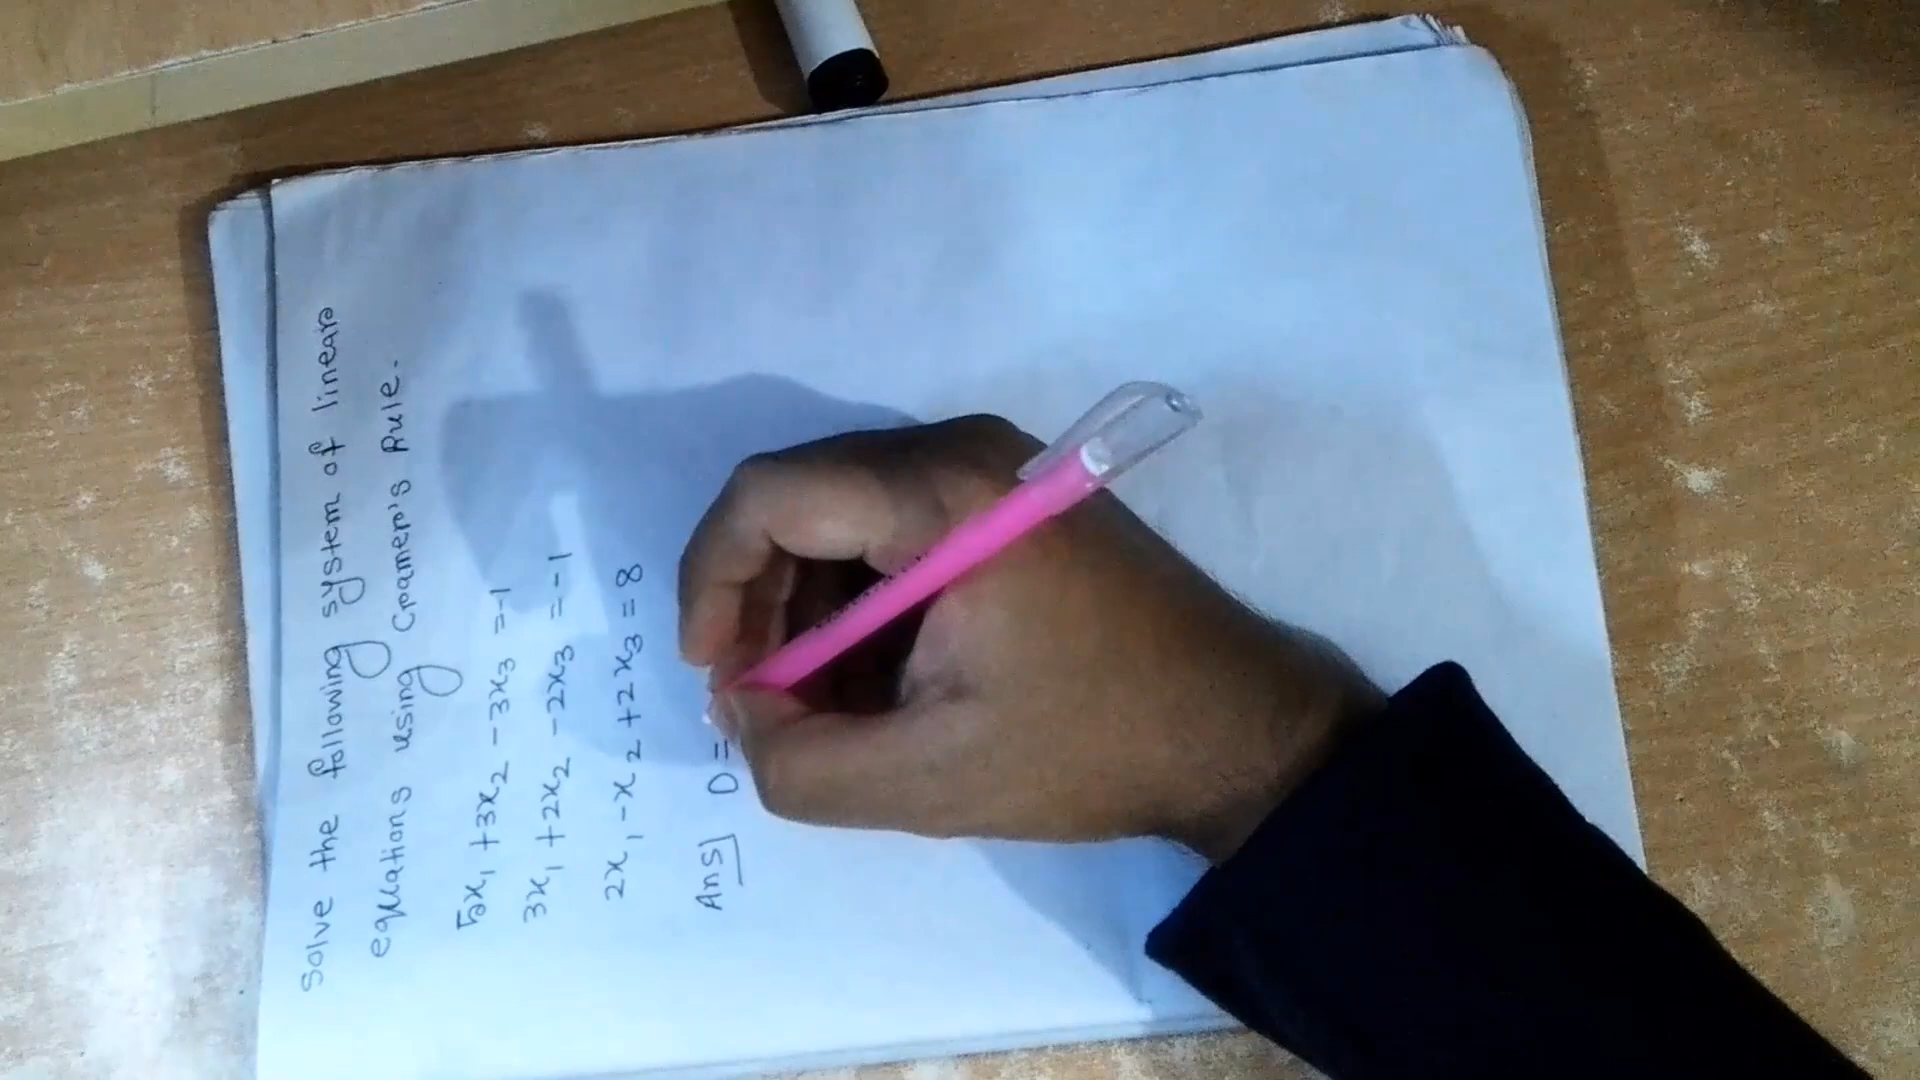 Solve the following system of linear
equations using Cramer's Rule.
5x₁ + 3x₂ - 3x₃ = -1
3x₁ + 2x₂ - 2x₃ = -1
2x₁ - x₂ + 2x₃ = 8
Ans] D =